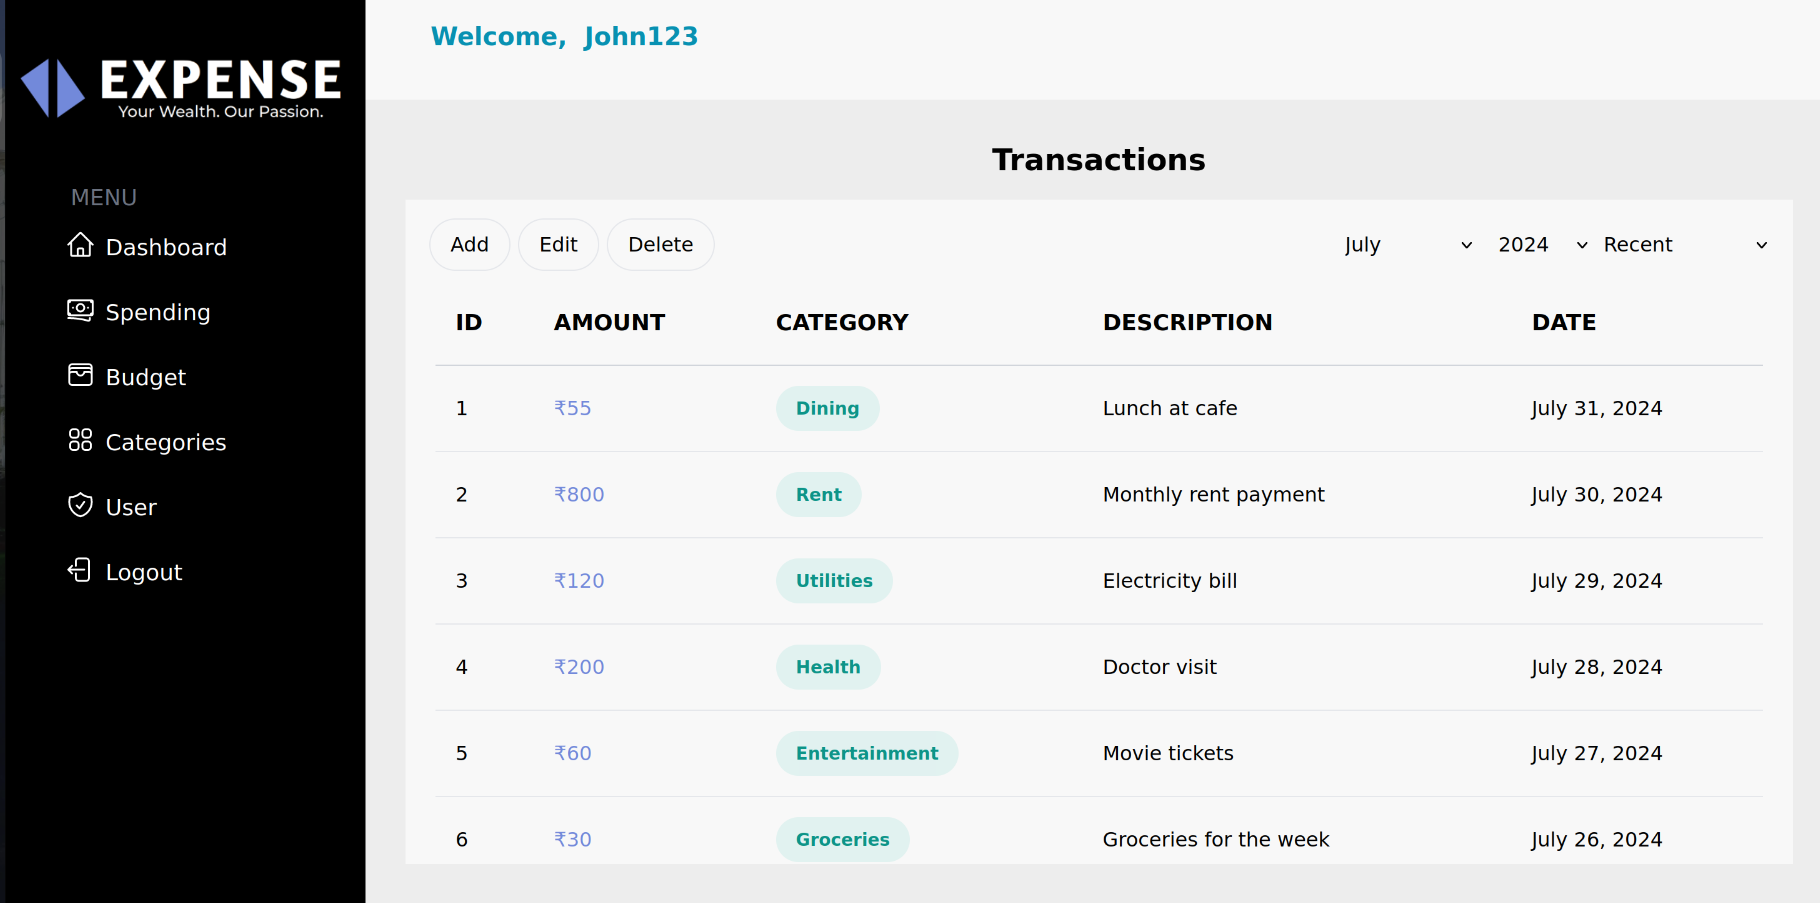 EXPENSE
Your Wealth. Our Passion.
MENU
Dashboard
Spending
Budget
Categories
User
Logout
Welcome, John123
Transactions
Add Edit Delete July 2024 Recent
ID AMOUNT CATEGORY DESCRIPTION DATE
1 ₹55 Dining Lunch at cafe July 31, 2024
2 ₹800 Rent Monthly rent payment July 30, 2024
3 ₹120 Utilities Electricity bill July 29, 2024
4 ₹200 Health Doctor visit July 28, 2024
5 ₹60 Entertainment Movie tickets July 27, 2024
6 ₹30 Groceries Groceries for the week July 26, 2024